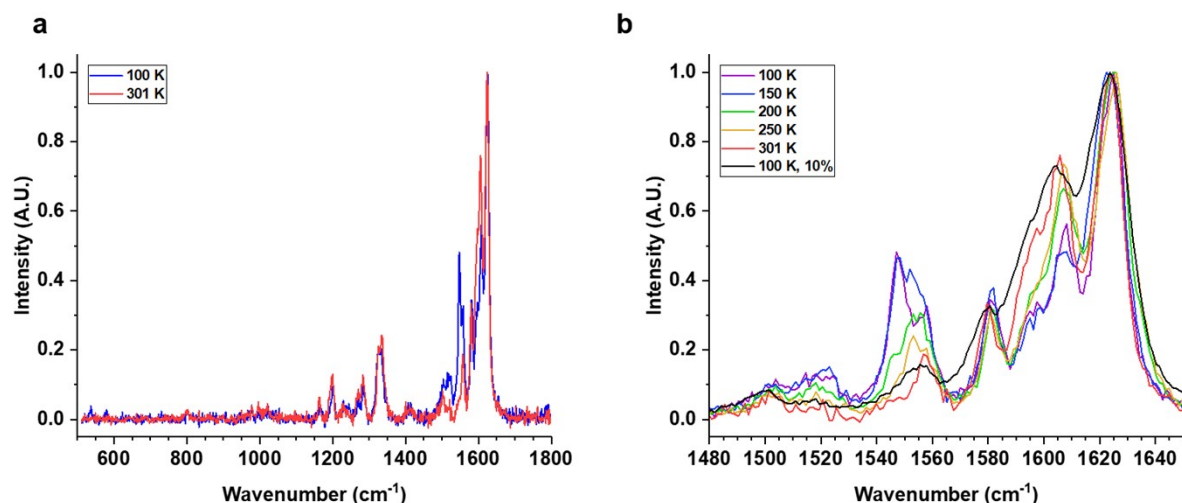 a
100 K
301 K
Intensity (A.U.)
1.0
0.8
0.6
0.4
0.2
0.0
600 800 1000 1200 1400 1600 1800
Wavenumber (cm⁻¹)
b
100 K
150 K
200 K
250 K
301 K
100 K, 10%
Intensity (A.U.)
1.0
0.8
0.6
0.4
0.2
0.0
1480 1500 1520 1540 1560 1580 1600 1620
Wavenumber (cm⁻¹)